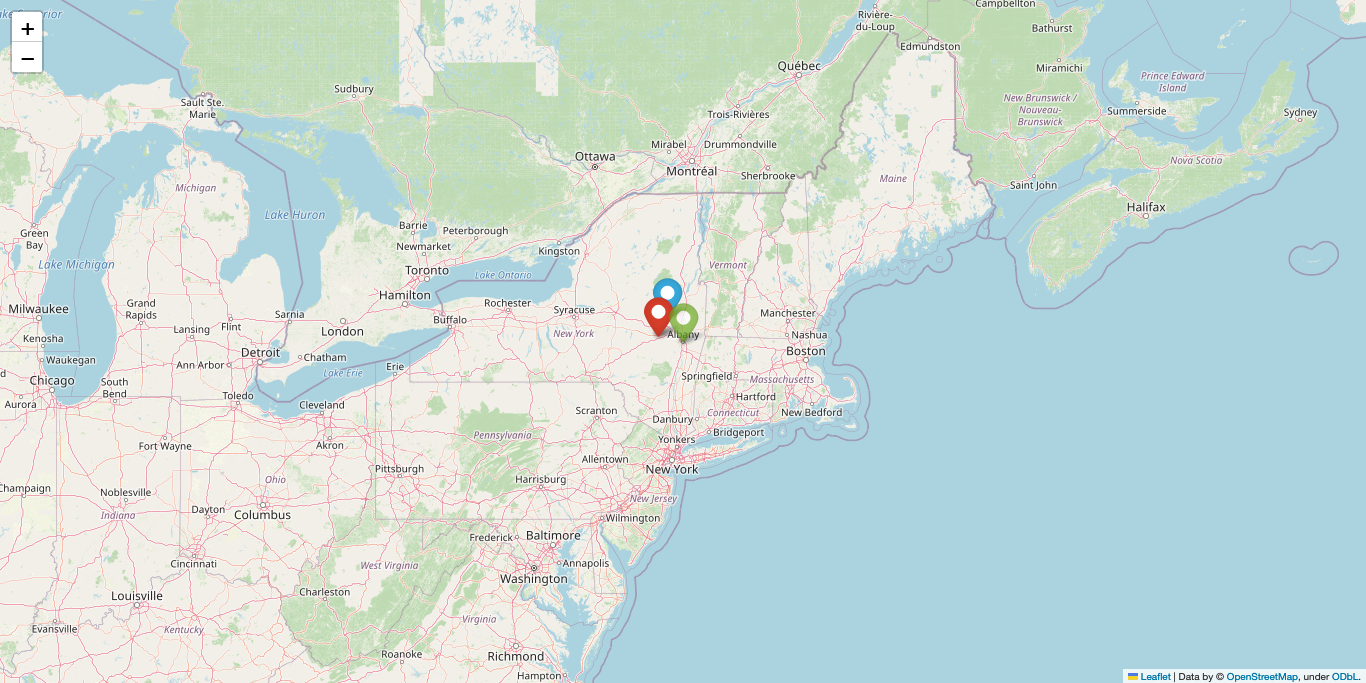 +
−
Lake Superior
Campbellton
Rivière-
du-Loup
Bathurst
Edmundston
Québec
Miramichi
Prince Edward
Island
Sudbury
Sault Ste.
Marie
New Brunswick /
Nouveau-
Brunswick
Summerside
Sydney
Trois-Rivières
Mirabel
Drummondville
Ottawa
Montréal
Sherbrooke
Nova Scotia
Maine
Michigan
Saint John
Halifax
Lake Huron
Barrie
Peterborough
Green
Bay
Newmarket
Kingston
Lake Michigan
Toronto
Lake Ontario
Vermont
Hamilton
Grand
Rapids
Rochester
Syracuse
Milwaukee
Sarnia
Manchester
Buffalo
Lansing
Flint
London
New York
Albany
Nashua
Kenosha
Detroit
Boston
Waukegan
Chatham
Ann Arbor
Erie
Lake Erie
Chicago
South
Bend
Springfield
Massachusetts
Toledo
Hartford
Aurora
Cleveland
Scranton
Danbury
Connecticut
New Bedford
Bridgeport
Pennsylvania
Yonkers
Fort Wayne
Akron
Allentown
Pittsburgh
New York
Ohio
Harrisburg
Champaign
Noblesville
New Jersey
Indiana
Dayton
Columbus
Wilmington
Frederick
Baltimore
Cincinnati
West Virginia
Annapolis
Washington
Charleston
Louisville
Virginia
Evansville
Kentucky
Roanoke
Richmond
Hampton
Leaflet | Data by © OpenStreetMap, under ODbL.